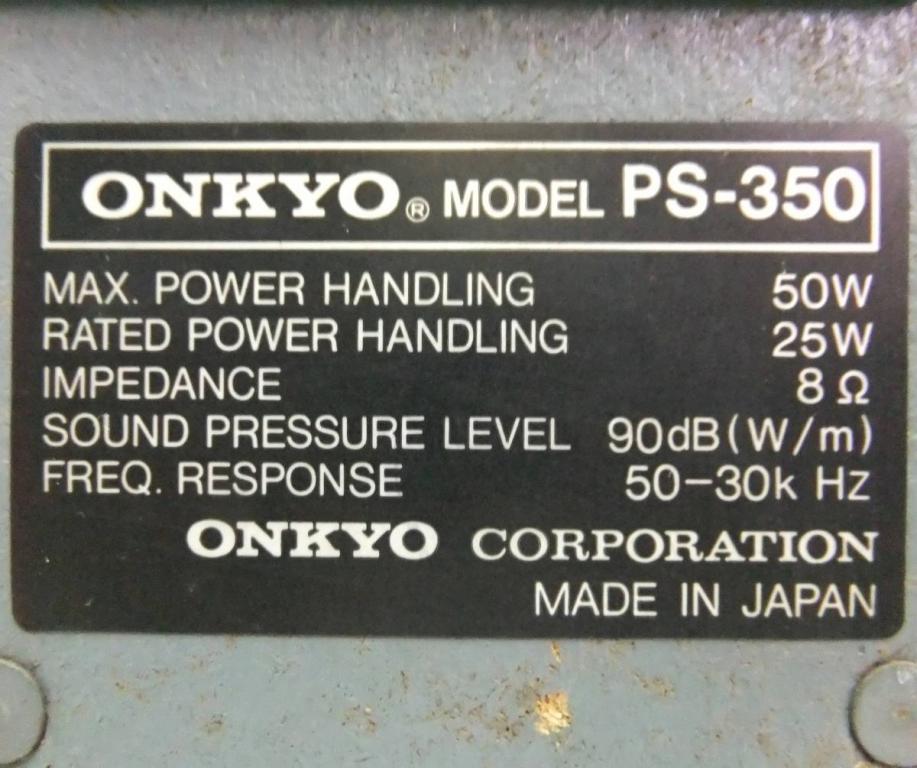 ONKYO® MODEL PS-350
MAX. POWER HANDLING 50W
RATED POWER HANDLING 25W
IMPEDANCE 8 Ω
SOUND PRESSURE LEVEL 90dB(W/m)
FREQ. RESPONSE 50-30k Hz
ONKYO CORPORATION
MADE IN JAPAN